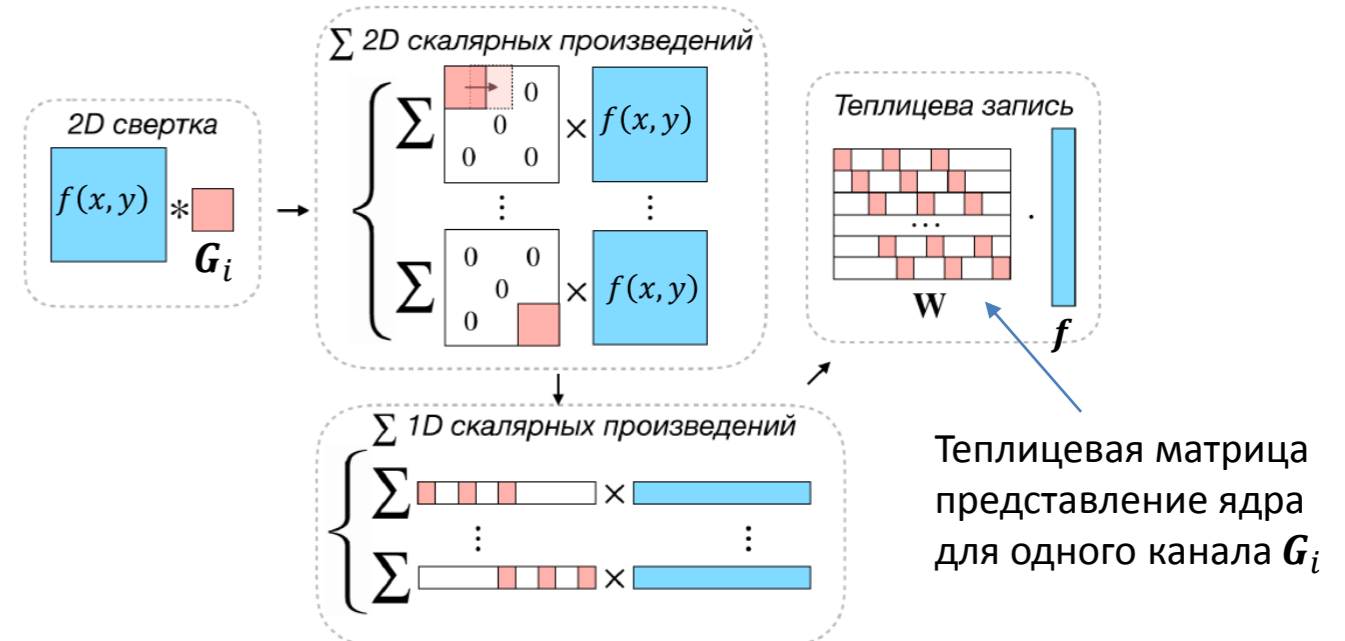 2D свертка
f(x, y)
*
G_i
→
∑ 2D скалярных произведений
∑ 0 0 0 0 × f(x, y)
⋮ ⋮
∑ 0 0 0 0 × f(x, y)
∑ 1D скалярных произведений
∑ ×
⋮ ⋮
∑ ×
Теплицева запись
...
·
W
f
Теплицевая матрица
представление ядра
для одного канала G_i